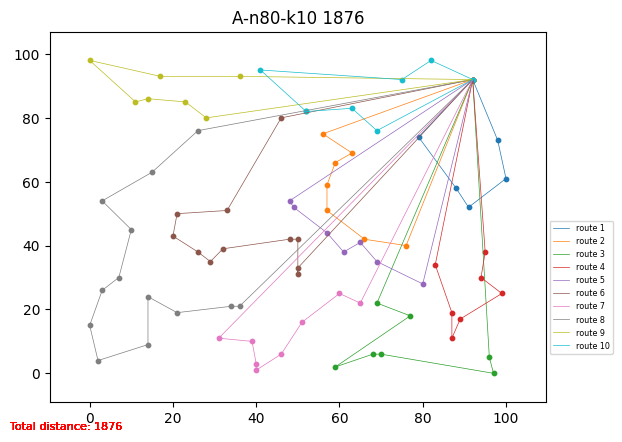 A-n80-k10 1876
100
80
60
40
20
0
0 20 40 60 80 100
route 1
route 2
route 3
route 4
route 5
route 6
route 7
route 8
route 9
route 10
Total distance: 1876